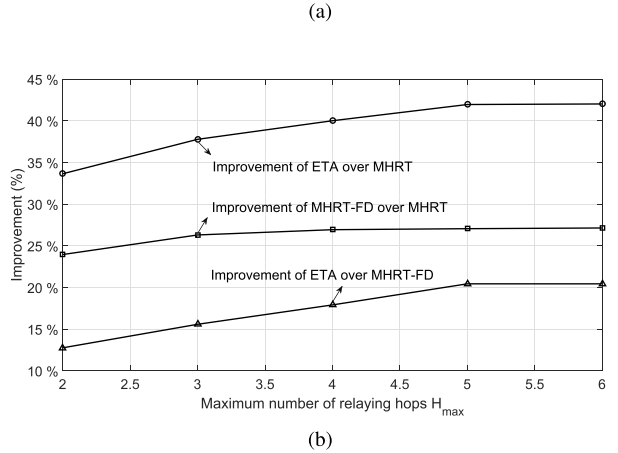 (a)
45 %
40 %
35 %
30 %
25 %
20 %
15 %
10 %
Improvement (%)
Improvement of ETA over MHRT
Improvement of MHRT-FD over MHRT
Improvement of ETA over MHRT-FD
2 2.5 3 3.5 4 4.5 5 5.5 6
Maximum number of relaying hops H_max
(b)